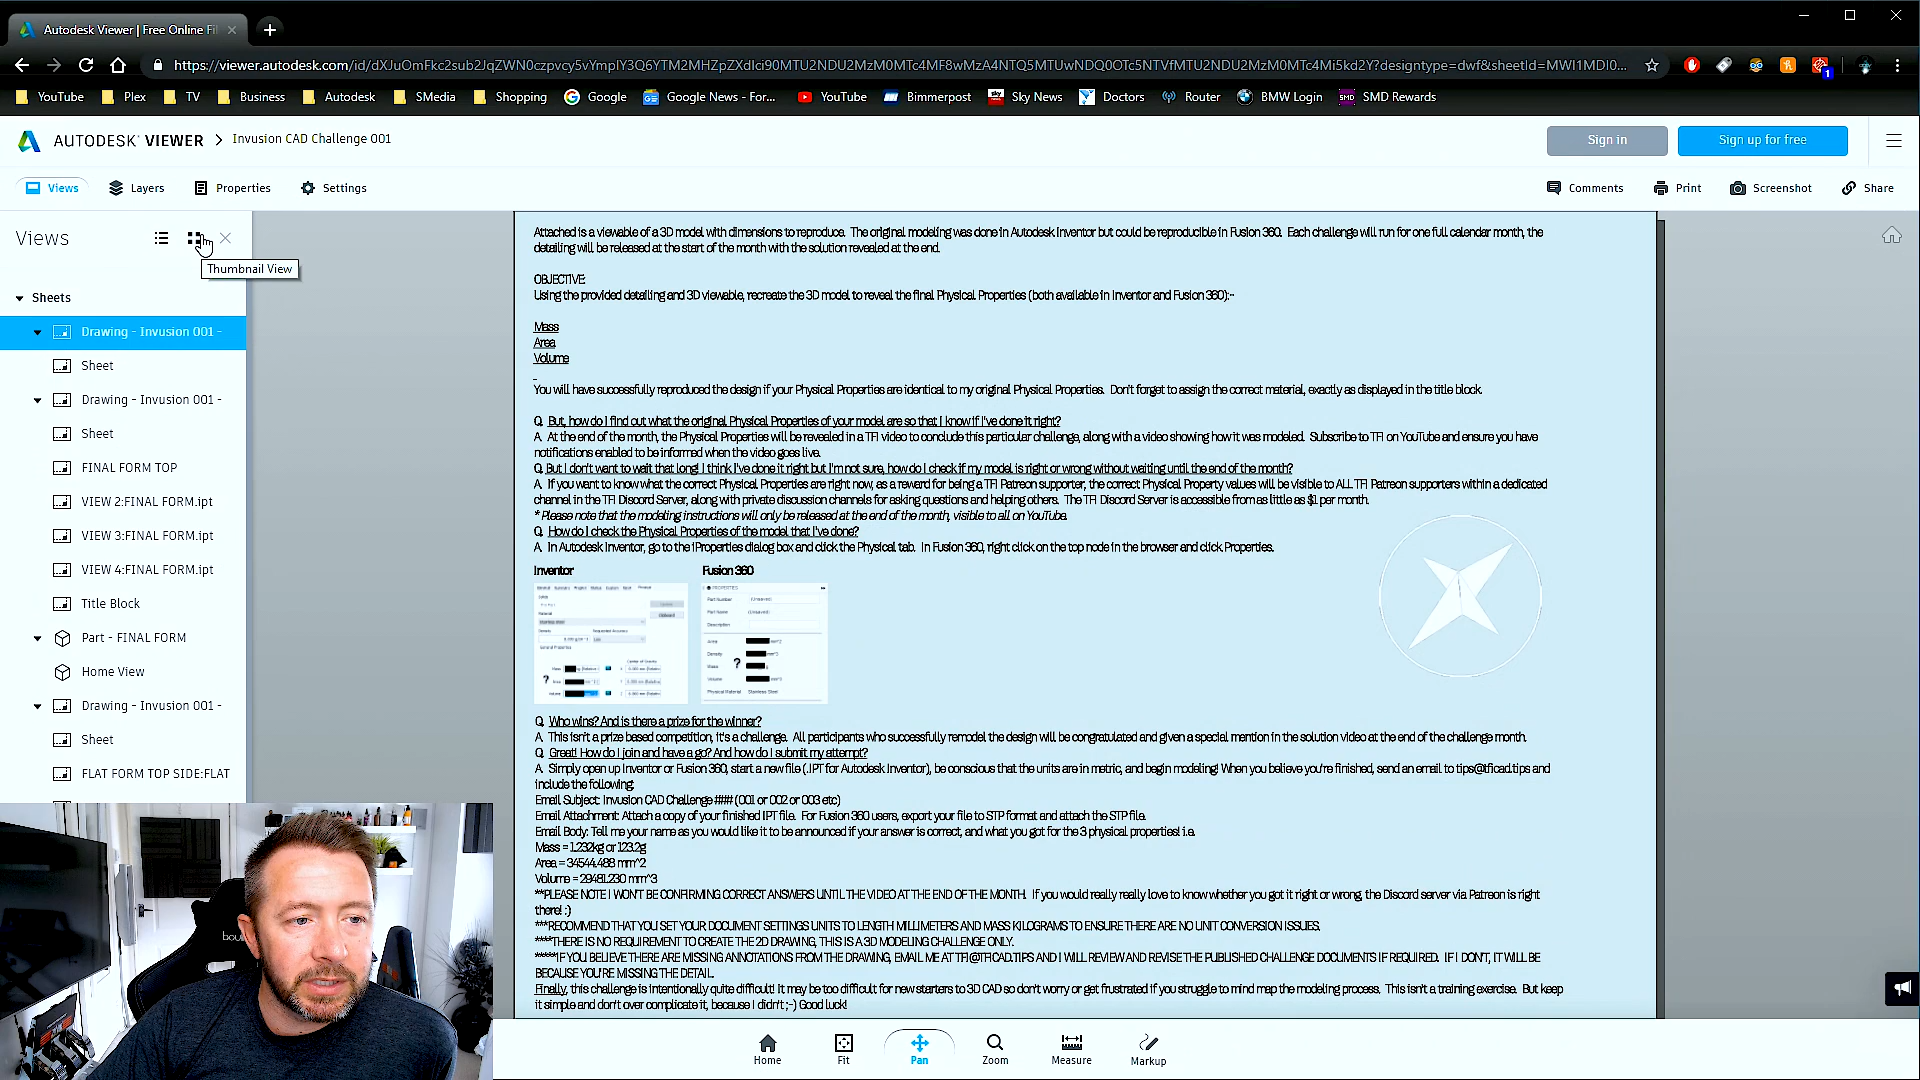 Autodesk Viewer | Free Online Fil
https://viewer.autodesk.com/id/dXJuOmFkc2sub2JqZWN0czpvcy5vYmplY3Q6YTM2MHZpZXdlci90MTU2NDU2MzM0MTc4MF8wMzA4NTQ5MTUwNDQ0OTc5NTVfMTU2NDU2MzM0MTc4Mi5kd2Y?designtype=dwf&sheetId=MWI1MDI0...
1
YouTube Plex TV Business Autodesk SMedia Shopping Google Google News - For... YouTube Bimmerpost Sky News Doctors Router BMW Login SMD Rewards
AUTODESK VIEWER > Invusion CAD Challenge 001
Sign in
Sign up for free
Views Layers Properties Settings
Comments Print Screenshot Share
Views
Thumbnail View
Sheets
Drawing - Invusion 001 -
Sheet
Drawing - Invusion 001 -
Sheet
FINAL FORM TOP
VIEW 2:FINAL FORM.ipt
VIEW 3:FINAL FORM.ipt
VIEW 4:FINAL FORM.ipt
Title Block
Part - FINAL FORM
Home View
Drawing - Invusion 001 -
Sheet
FLAT FORM TOP SIDE:FLAT
Attached is a viewable of a 3D model with dimensions to reproduce. The original modeling was done in Autodesk Inventor but could be reproducible in Fusion 360. Each challenge will run for one full calendar month, the
detailing will be released at the start of the month with the solution revealed at the end.
OBJECTIVE:
Using the provided detailing and 3D viewable, recreate the 3D model to reveal the final Physical Properties (both available in Inventor and Fusion 360):-
Mass
Area
Volume
You will have successfully reproduced the design if your Physical Properties are identical to my original Physical Properties. Don't forget to assign the correct material, exactly as displayed in the title block.
Q. But, how do I find out what the original Physical Properties of your model are so that I know if I've done it right?
A. At the end of the month, the Physical Properties will be revealed in a TFI video to conclude this particular challenge, along with a video showing how it was modeled. Subscribe to TFI on YouTube and ensure you have
notifications enabled to be informed when the video goes live.
Q. But I don't want to wait that long! I think I've done it right but I'm not sure, how do I check if my model is right or wrong without waiting until the end of the month?
A. If you want to know what the correct Physical Properties are right now, as a reward for being a TFI Patreon supporter, the correct Physical Property values will be visible to ALL TFI Patreon supporters within a dedicated
channel in the TFI Discord Server, along with private discussion channels for asking questions and helping others. The TFI Discord Server is accessible from as little as $1 per month.
* Please note that the modeling instructions will only be released at the end of the month, visible to all on YouTube.
Q. How do I check the Physical Properties of the model that I've done?
A. In Autodesk Inventor, go to the iProperties dialog box and click the Physical tab. In Fusion 360, right click on the top node in the browser and click Properties.
Inventor Fusion 360
PROPERTIES
Part Number (Unsaved)
Part Name (Unsaved)
Description
Area
Density
Mass
Volume
Physical Material Stainless Steel
Q. Who wins? And is there a prize for the winner?
A. This isn't a prize based competition, it's a challenge. All participants who successfully remodel the design will be congratulated and given a special mention in the solution video at the end of the challenge month.
Q. Great! How do I join and have a go? And how do I submit my attempt?
A. Simply open up Inventor or Fusion 360, start a new file (.IPT for Autodesk Inventor), be conscious that the units are in metric, and begin modeling! When you believe you're finished, send an email to tips@tficad.tips and
include the following:
Email Subject: Invusion CAD Challenge ### (001 or 002 or 003 etc)
Email Attachment: Attach a copy of your finished IPT file. For Fusion 360 users, export your file to STP format and attach the STP file.
Email Body: Tell me your name as you would like it to be announced if your answer is correct, and what you got for the 3 physical properties! i.e.
Mass = 1.232kg or 123.2g
Area = 34544.488 mm^2
Volume = 29481.230 mm^3
**PLEASE NOTE I WON'T BE CONFIRMING CORRECT ANSWERS UNTIL THE VIDEO AT THE END OF THE MONTH. If you would really really love to know whether you got it right or wrong, the Discord server via Patreon is right
there! :)
***RECOMMEND THAT YOU SET YOUR DOCUMENT SETTINGS UNITS TO LENGTH MILLIMETERS AND MASS KILOGRAMS TO ENSURE THERE ARE NO UNIT CONVERSION ISSUES.
****THERE IS NO REQUIREMENT TO CREATE THE 2D DRAWING, THIS IS A 3D MODELING CHALLENGE ONLY.
*****IF YOU BELIEVE THERE ARE MISSING ANNOTATIONS FROM THE DRAWING, EMAIL ME AT TFI@TFICAD.TIPS AND I WILL REVIEW AND REVISE THE PUBLISHED CHALLENGE DOCUMENTS IF REQUIRED. IF I DON'T, IT WILL BE
BECAUSE YOU'RE MISSING THE DETAIL.
Finally, this challenge is intentionally quite difficult! It may be too difficult for new starters to 3D CAD so don't worry or get frustrated if you struggle to mind map the modeling process. This isn't a training exercise. But keep
it simple and don't over complicate it, because I didn't ;-) Good luck!
Home Fit Pan Zoom Measure Markup